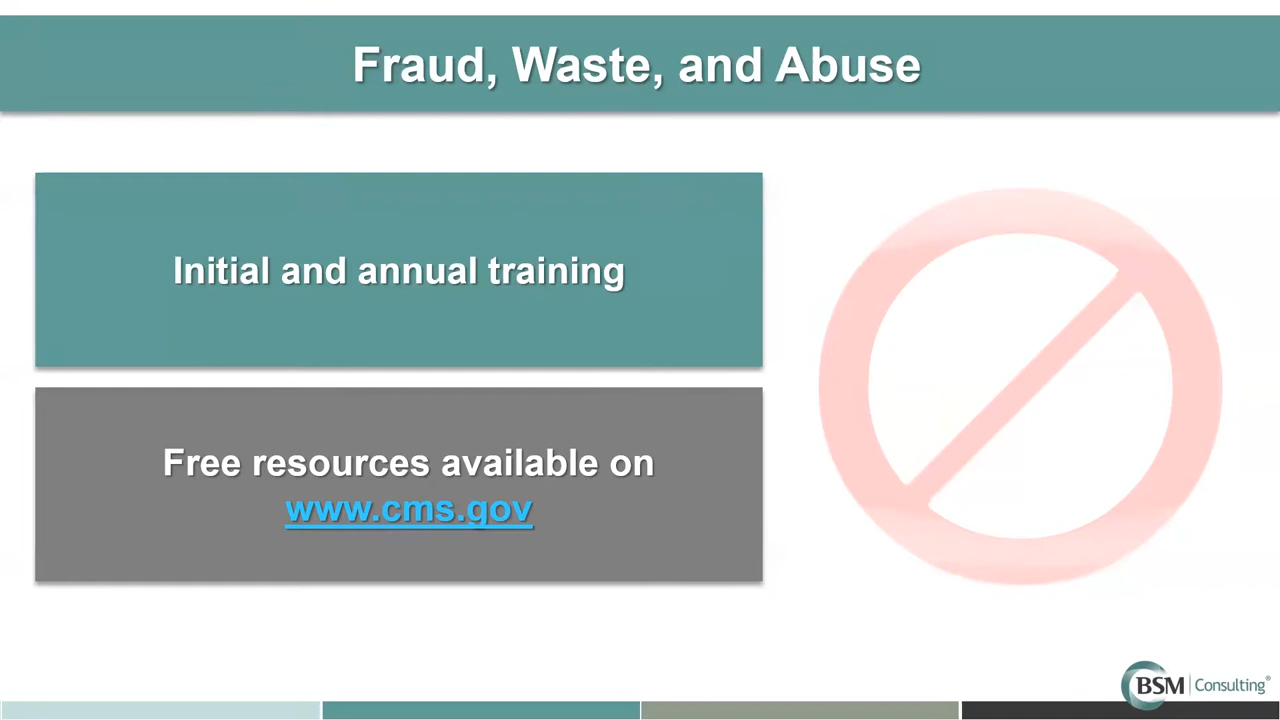 Fraud, Waste, and Abuse
Initial and annual training
Free resources available on
www.cms.gov
BSM Consulting®